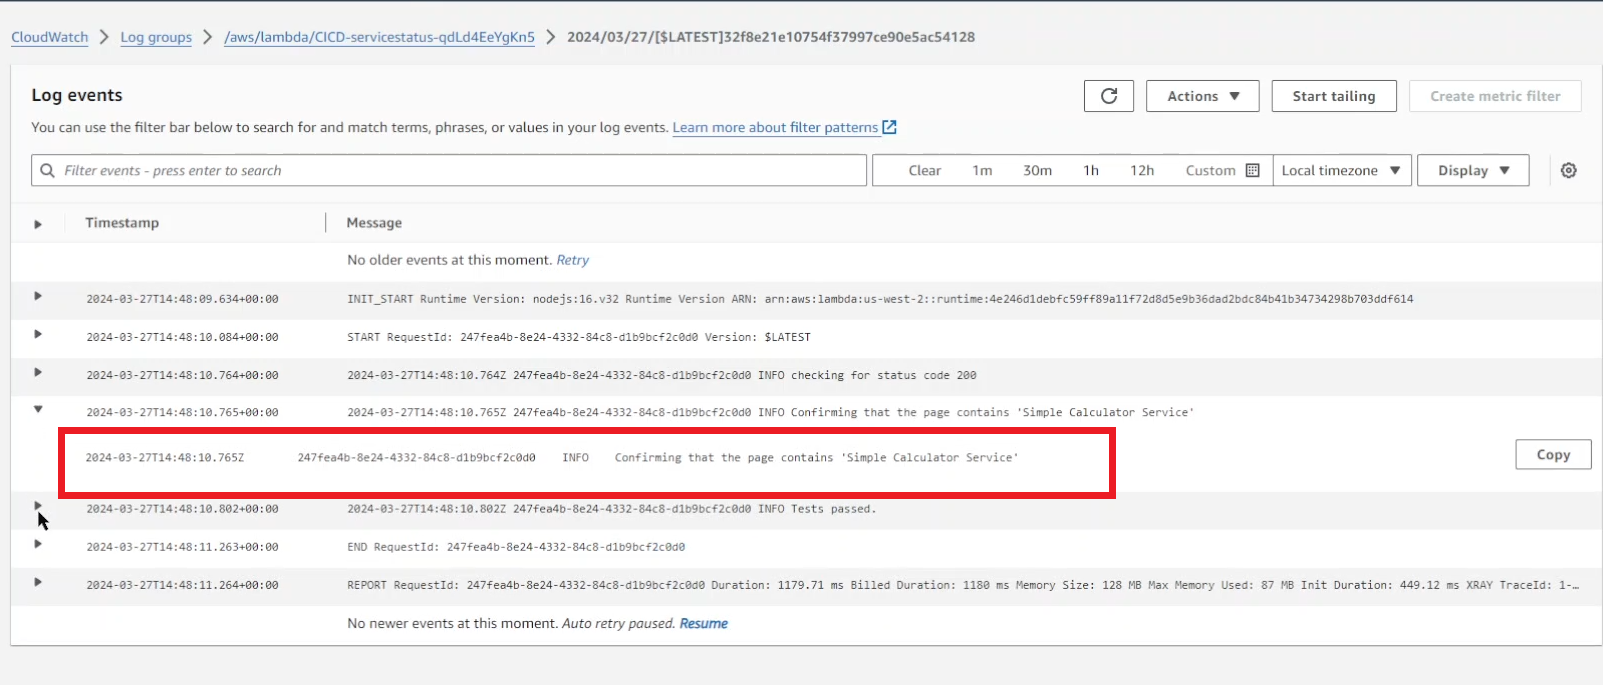 CloudWatch > Log groups > /aws/lambda/CICD-servicestatus-qdLd4EeYgKn5 > 2024/03/27/[$LATEST]32f8e21e10754f37997ce90e5ac54128
Log events
Actions ▼ Start tailing Create metric filter
You can use the filter bar below to search for and match terms, phrases, or values in your log events. Learn more about filter patterns
Filter events - press enter to search Clear 1m 30m 1h 12h Custom Local timezone ▼ Display ▼
Timestamp Message
No older events at this moment. Retry
2024-03-27T14:48:09.634+00:00 INIT_START Runtime Version: nodejs:16.v32 Runtime Version ARN: arn:aws:lambda:us-west-2::runtime:4e246d1debfc59ff89a11f72d8d5e9b36dad2bdc84b41b34734298b703ddf614
2024-03-27T14:48:10.084+00:00 START RequestId: 247fea4b-8e24-4332-84c8-d1b9bcf2c0d0 Version: $LATEST
2024-03-27T14:48:10.764+00:00 2024-03-27T14:48:10.764Z 247fea4b-8e24-4332-84c8-d1b9bcf2c0d0 INFO checking for status code 200
2024-03-27T14:48:10.765+00:00 2024-03-27T14:48:10.765Z 247fea4b-8e24-4332-84c8-d1b9bcf2c0d0 INFO Confirming that the page contains 'Simple Calculator Service'
2024-03-27T14:48:10.765Z 247fea4b-8e24-4332-84c8-d1b9bcf2c0d0 INFO Confirming that the page contains 'Simple Calculator Service' Copy
2024-03-27T14:48:10.802+00:00 2024-03-27T14:48:10.802Z 247fea4b-8e24-4332-84c8-d1b9bcf2c0d0 INFO Tests passed.
2024-03-27T14:48:11.263+00:00 END RequestId: 247fea4b-8e24-4332-84c8-d1b9bcf2c0d0
2024-03-27T14:48:11.264+00:00 REPORT RequestId: 247fea4b-8e24-4332-84c8-d1b9bcf2c0d0 Duration: 1179.71 ms Billed Duration: 1180 ms Memory Size: 128 MB Max Memory Used: 87 MB Init Duration: 449.12 ms XRAY TraceId: 1-…
No newer events at this moment. Auto retry paused. Resume